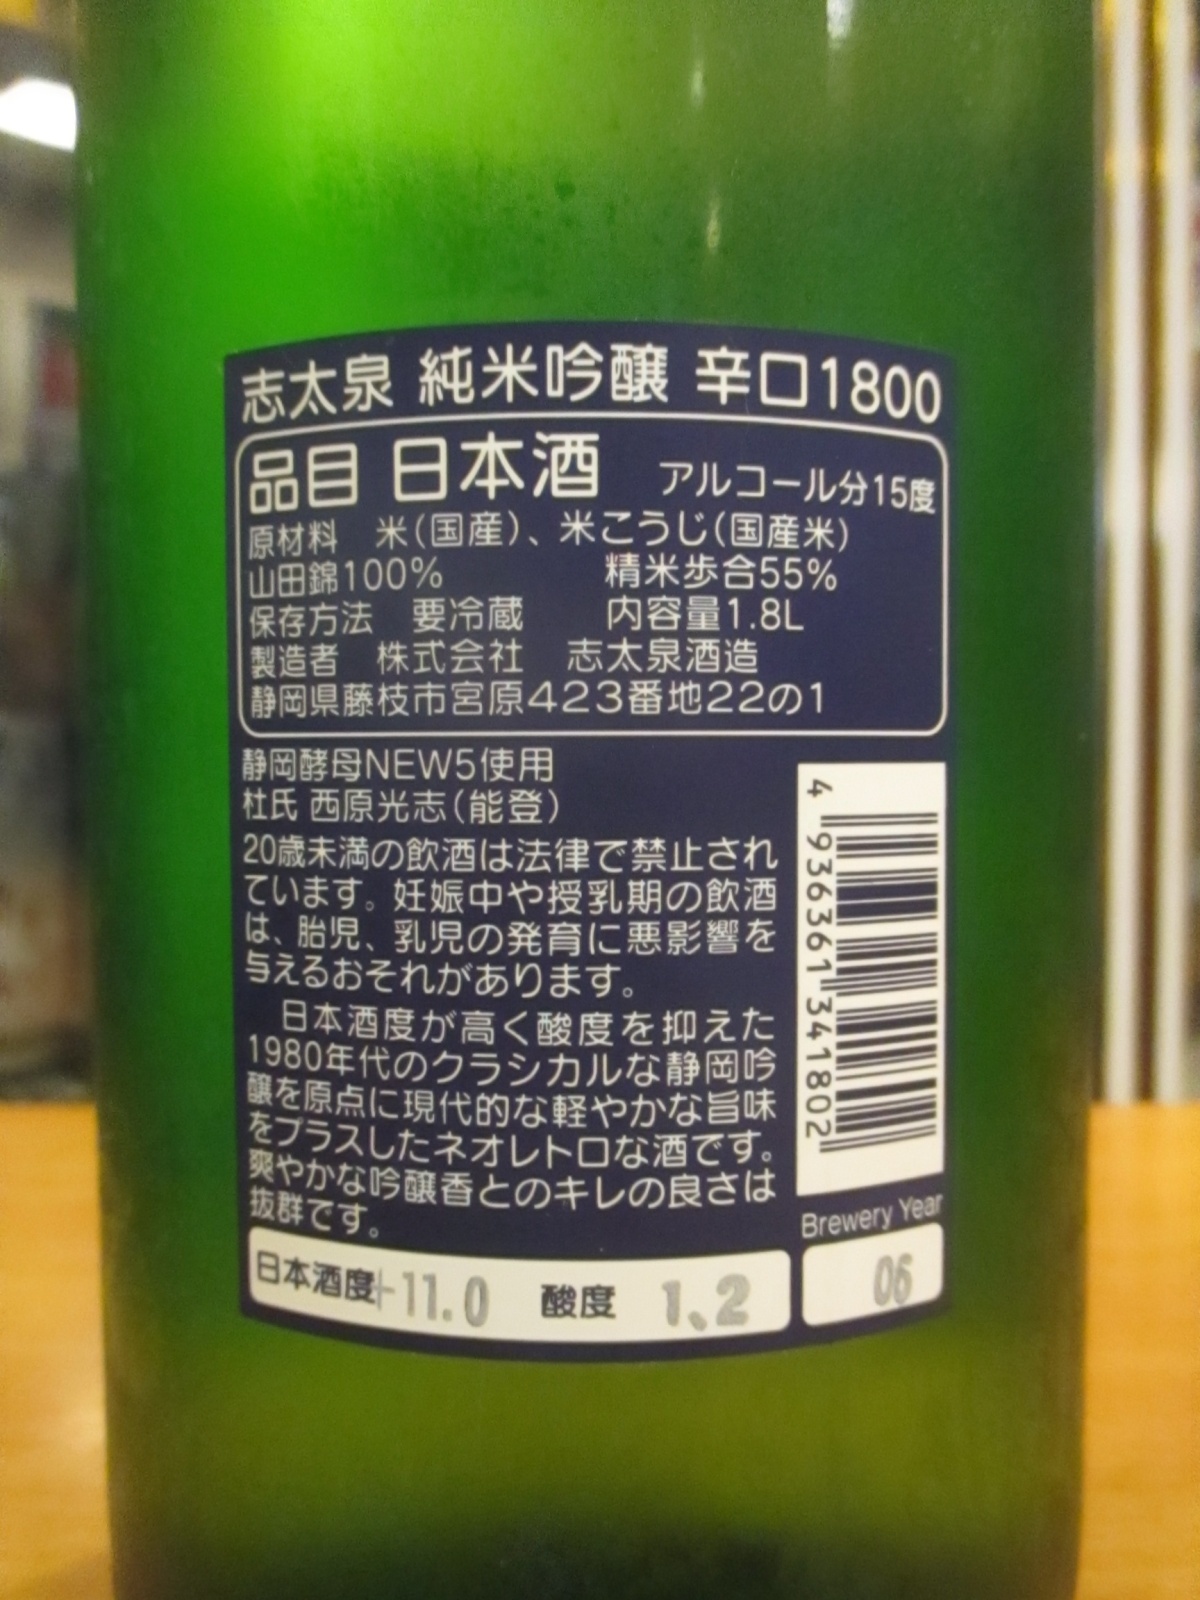 志太泉 純米吟醸 辛口1800
品目 日本酒 アルコール分15度
原材料 米(国産)、米こうじ(国産米)
山田錦100% 精米歩合55%
保存方法 要冷蔵 内容量1.8L
製造者 株式会社 志太泉酒造
静岡県藤枝市宮原423番地22の1
静岡酵母NEW5使用
杜氏 西原光志(能登)
20歳未満の飲酒は法律で禁止され
ています。妊娠中や授乳期の飲酒
は、胎児、乳児の発育に悪影響を
与えるおそれがあります。
日本酒度が高く酸度を抑えた
1980年代のクラシカルな静岡吟
醸を原点に現代的な軽やかな旨味
をプラスしたネオレトロな酒です。
爽やかな吟醸香とのキレの良さは
抜群です。
4 936361 341802
Brewery Year
日本酒度+11.0 酸度 1、2
06